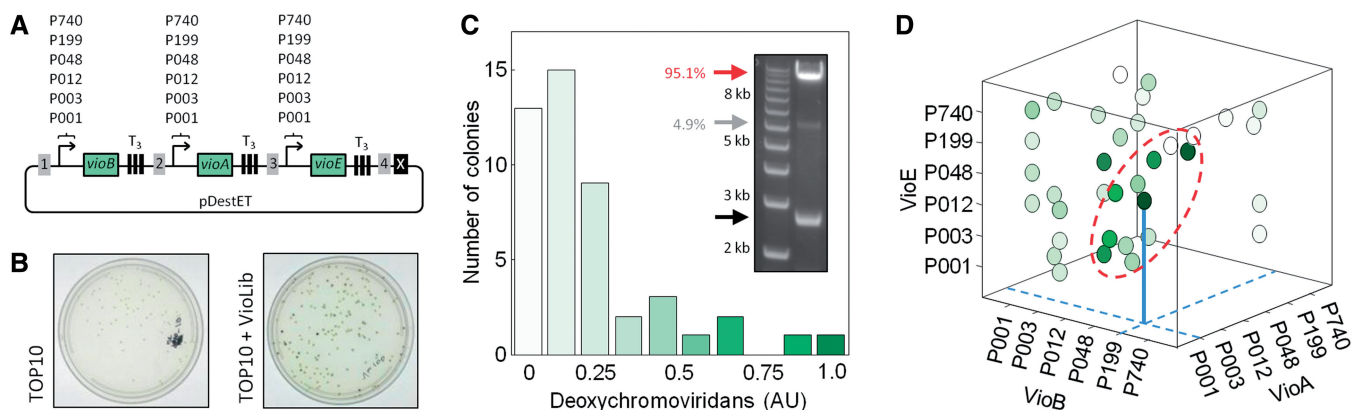 A
P740 P740 P740
P199 P199 P199
P048 P048 P048
P012 P012 P012
P003 P003 P003
P001 P001 P001
T3 T3
1 vioB 2 vioA 3 vioE 4 X
pDestET
B
TOP10
TOP10 + VioLib
C
Number of colonies
15
10
5
0
0 0.25 0.5 0.75 1.0
Deoxychromoviridans (AU)
95.1%
4.9%
8 kb
5 kb
3 kb
2 kb
D
VioE
P740
P199
P048
P012
P003
P001
P001 P003 P012 P048 P199 P740
VioB
P001 P003 P012 P048 P199 P740
VioA